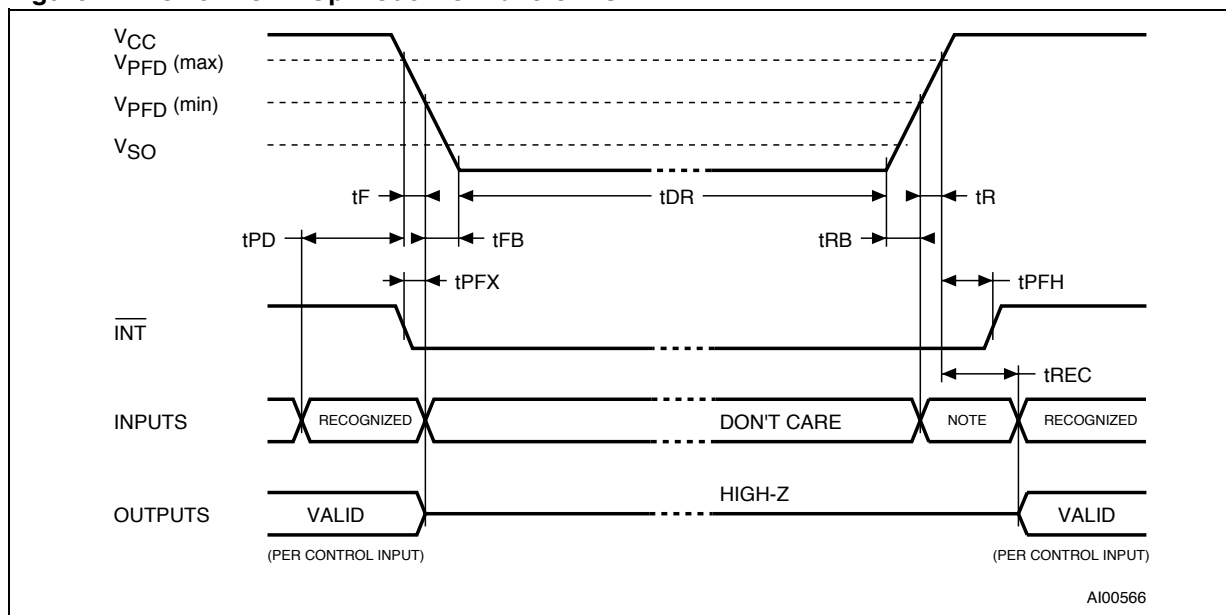 VCC
VPFD (max)
VPFD (min)
VSO
tF
tDR
tR
tPD
tFB
tRB
tPFX
tPFH
INT
tREC
INPUTS
RECOGNIZED
DON'T CARE
NOTE
RECOGNIZED
HIGH-Z
OUTPUTS
VALID
VALID
(PER CONTROL INPUT)
(PER CONTROL INPUT)
AI00566